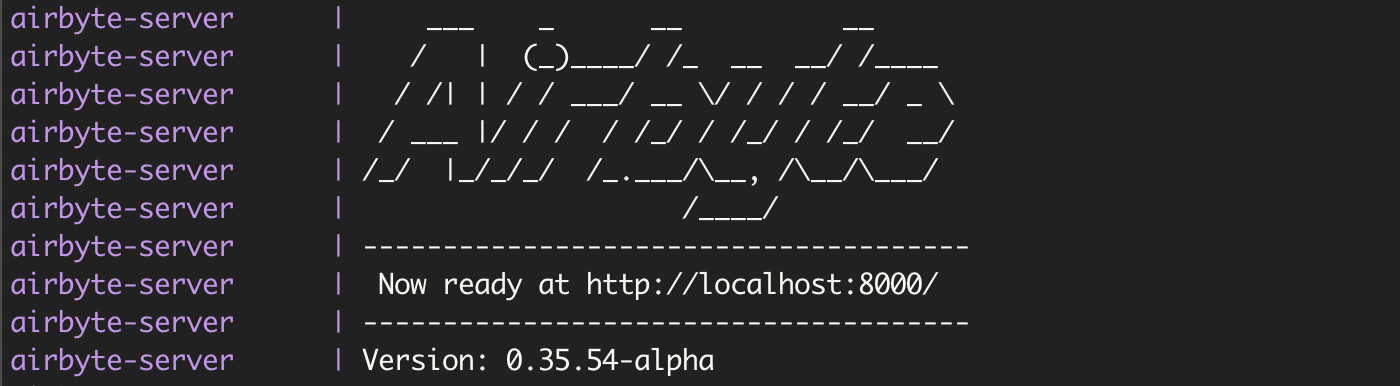 airbyte-server | ___ _ __ __
airbyte-server | / | (_)____/ /_ __ __/ /____
airbyte-server | / /| | / / ___/ __ \/ / / / __/ _ \
airbyte-server | / ___ |/ / / / / /_/ / /_/ / /_/ __/
airbyte-server | /_/ |_/_/_/ /_.___/\__, /\__/\___/
airbyte-server | /____/
airbyte-server | --------------------------------------
airbyte-server | Now ready at http://localhost:8000/
airbyte-server | --------------------------------------
airbyte-server | Version: 0.35.54-alpha